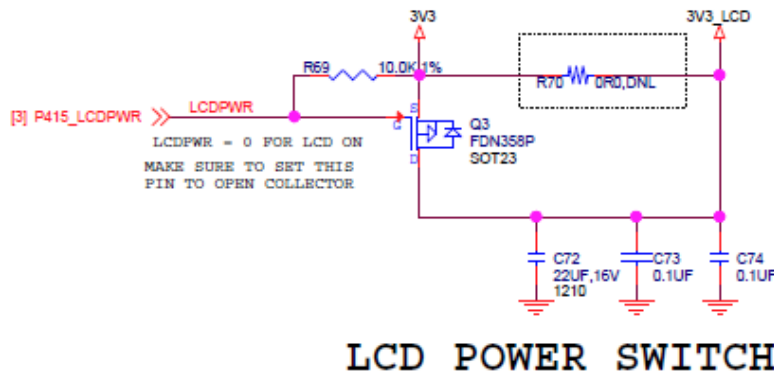 3V3
3V3_LCD
R69
10.0K,1%
R70
0R0,DNL
[3] P415_LCDPWR
LCDPWR
S
G
D
Q3
FDN358P
SOT23
LCDPWR = 0 FOR LCD ON
MAKE SURE TO SET THIS
PIN TO OPEN COLLECTOR
C72
22UF,16V
1210
C73
0.1UF
C74
0.1UF
LCD POWER SWITCH